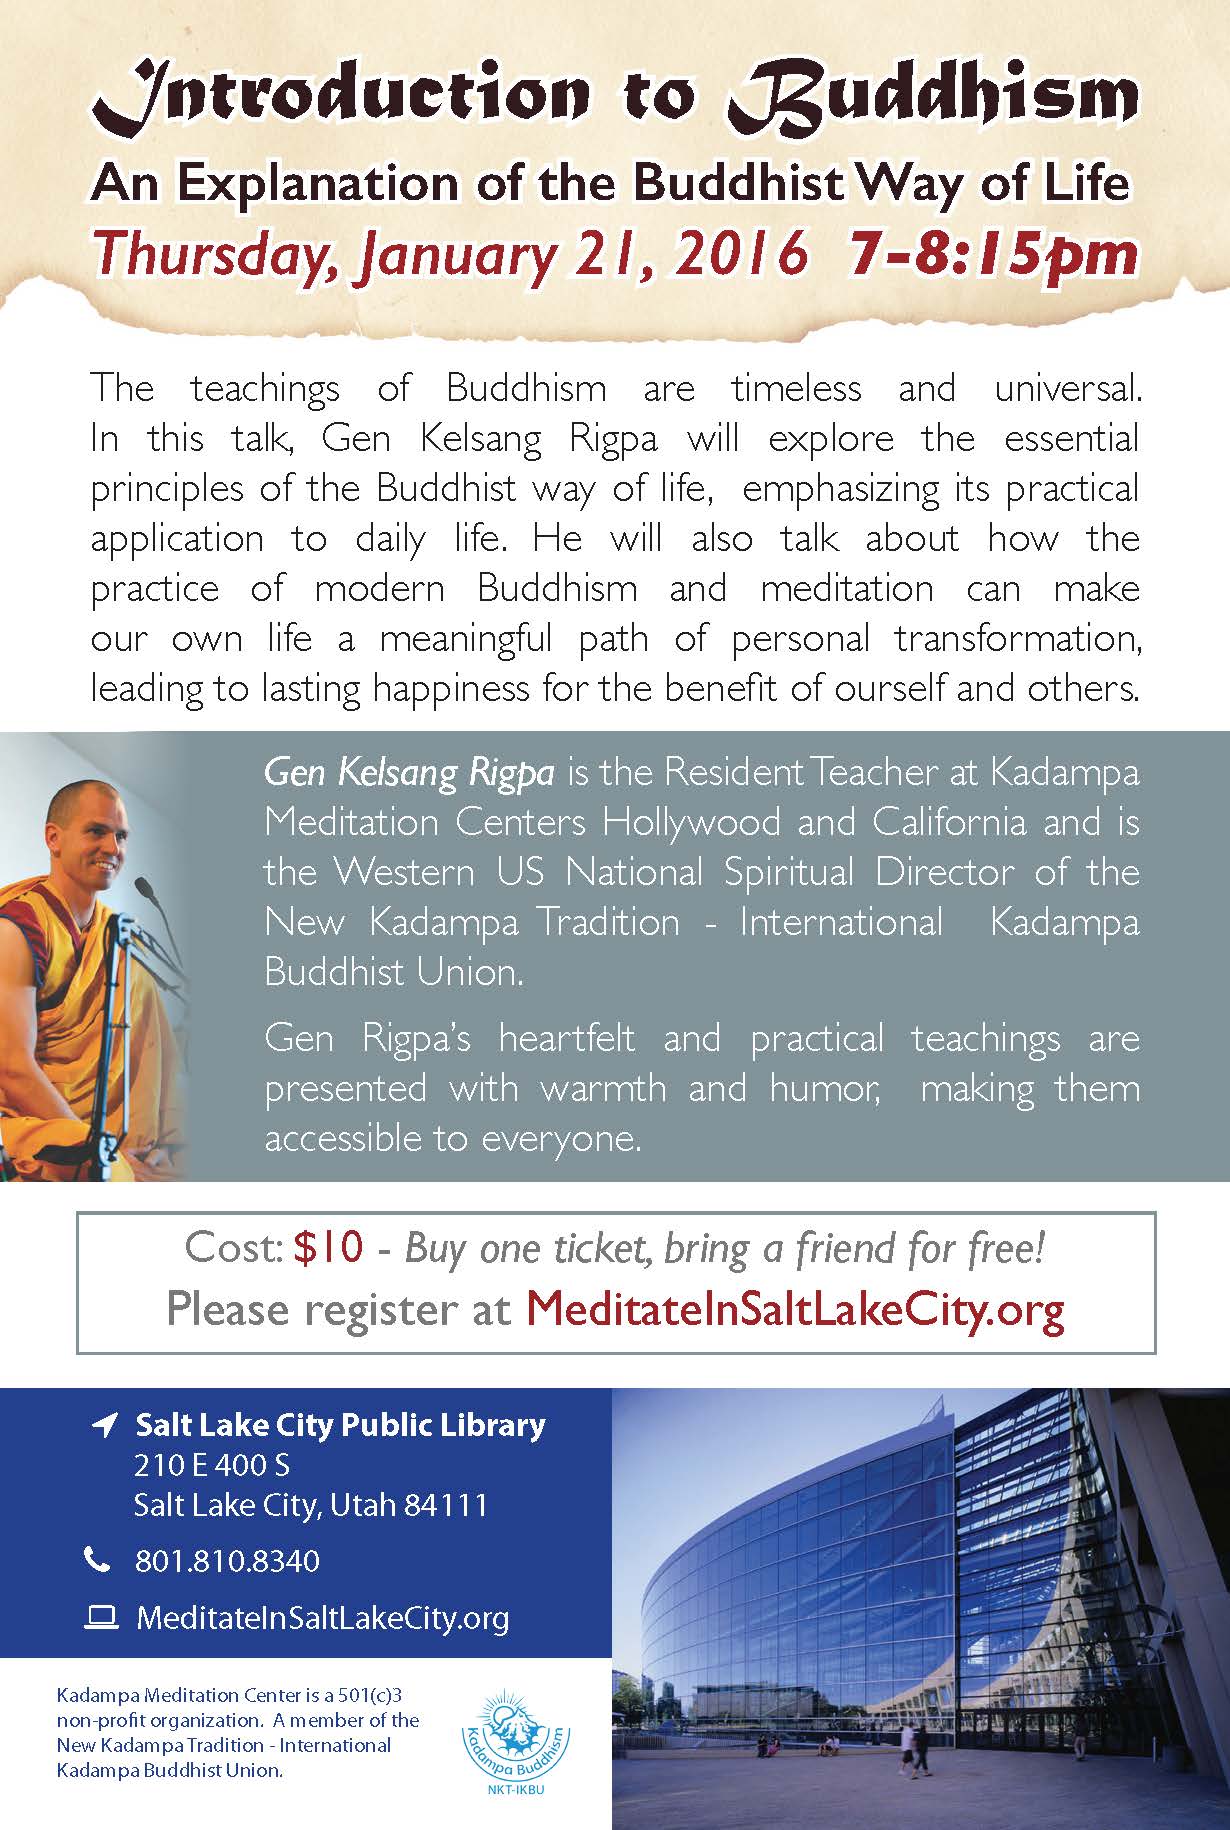 Introduction to Buddhism
An Explanation of the Buddhist Way of Life
Thursday, January 21, 2016 7-8:15pm
The teachings of Buddhism are timeless and universal.
In this talk, Gen Kelsang Rigpa will explore the essential
principles of the Buddhist way of life, emphasizing its practical
application to daily life. He will also talk about how the
practice of modern Buddhism and meditation can make
our own life a meaningful path of personal transformation,
leading to lasting happiness for the benefit of ourself and others.
Gen Kelsang Rigpa is the Resident Teacher at Kadampa
Meditation Centers Hollywood and California and is
the Western US National Spiritual Director of the
New Kadampa Tradition - International Kadampa
Buddhist Union.
Gen Rigpa's heartfelt and practical teachings are
presented with warmth and humor, making them
accessible to everyone.
Cost: $10 - Buy one ticket, bring a friend for free!
Please register at MeditateInSaltLakeCity.org
Salt Lake City Public Library
210 E 400 S
Salt Lake City, Utah 84111
801.810.8340
MeditateInSaltLakeCity.org
Kadampa Meditation Center is a 501(c)3
non-profit organization. A member of the
New Kadampa Tradition - International
Kadampa Buddhist Union.
Kadampa Buddhism
NKT-IKBU